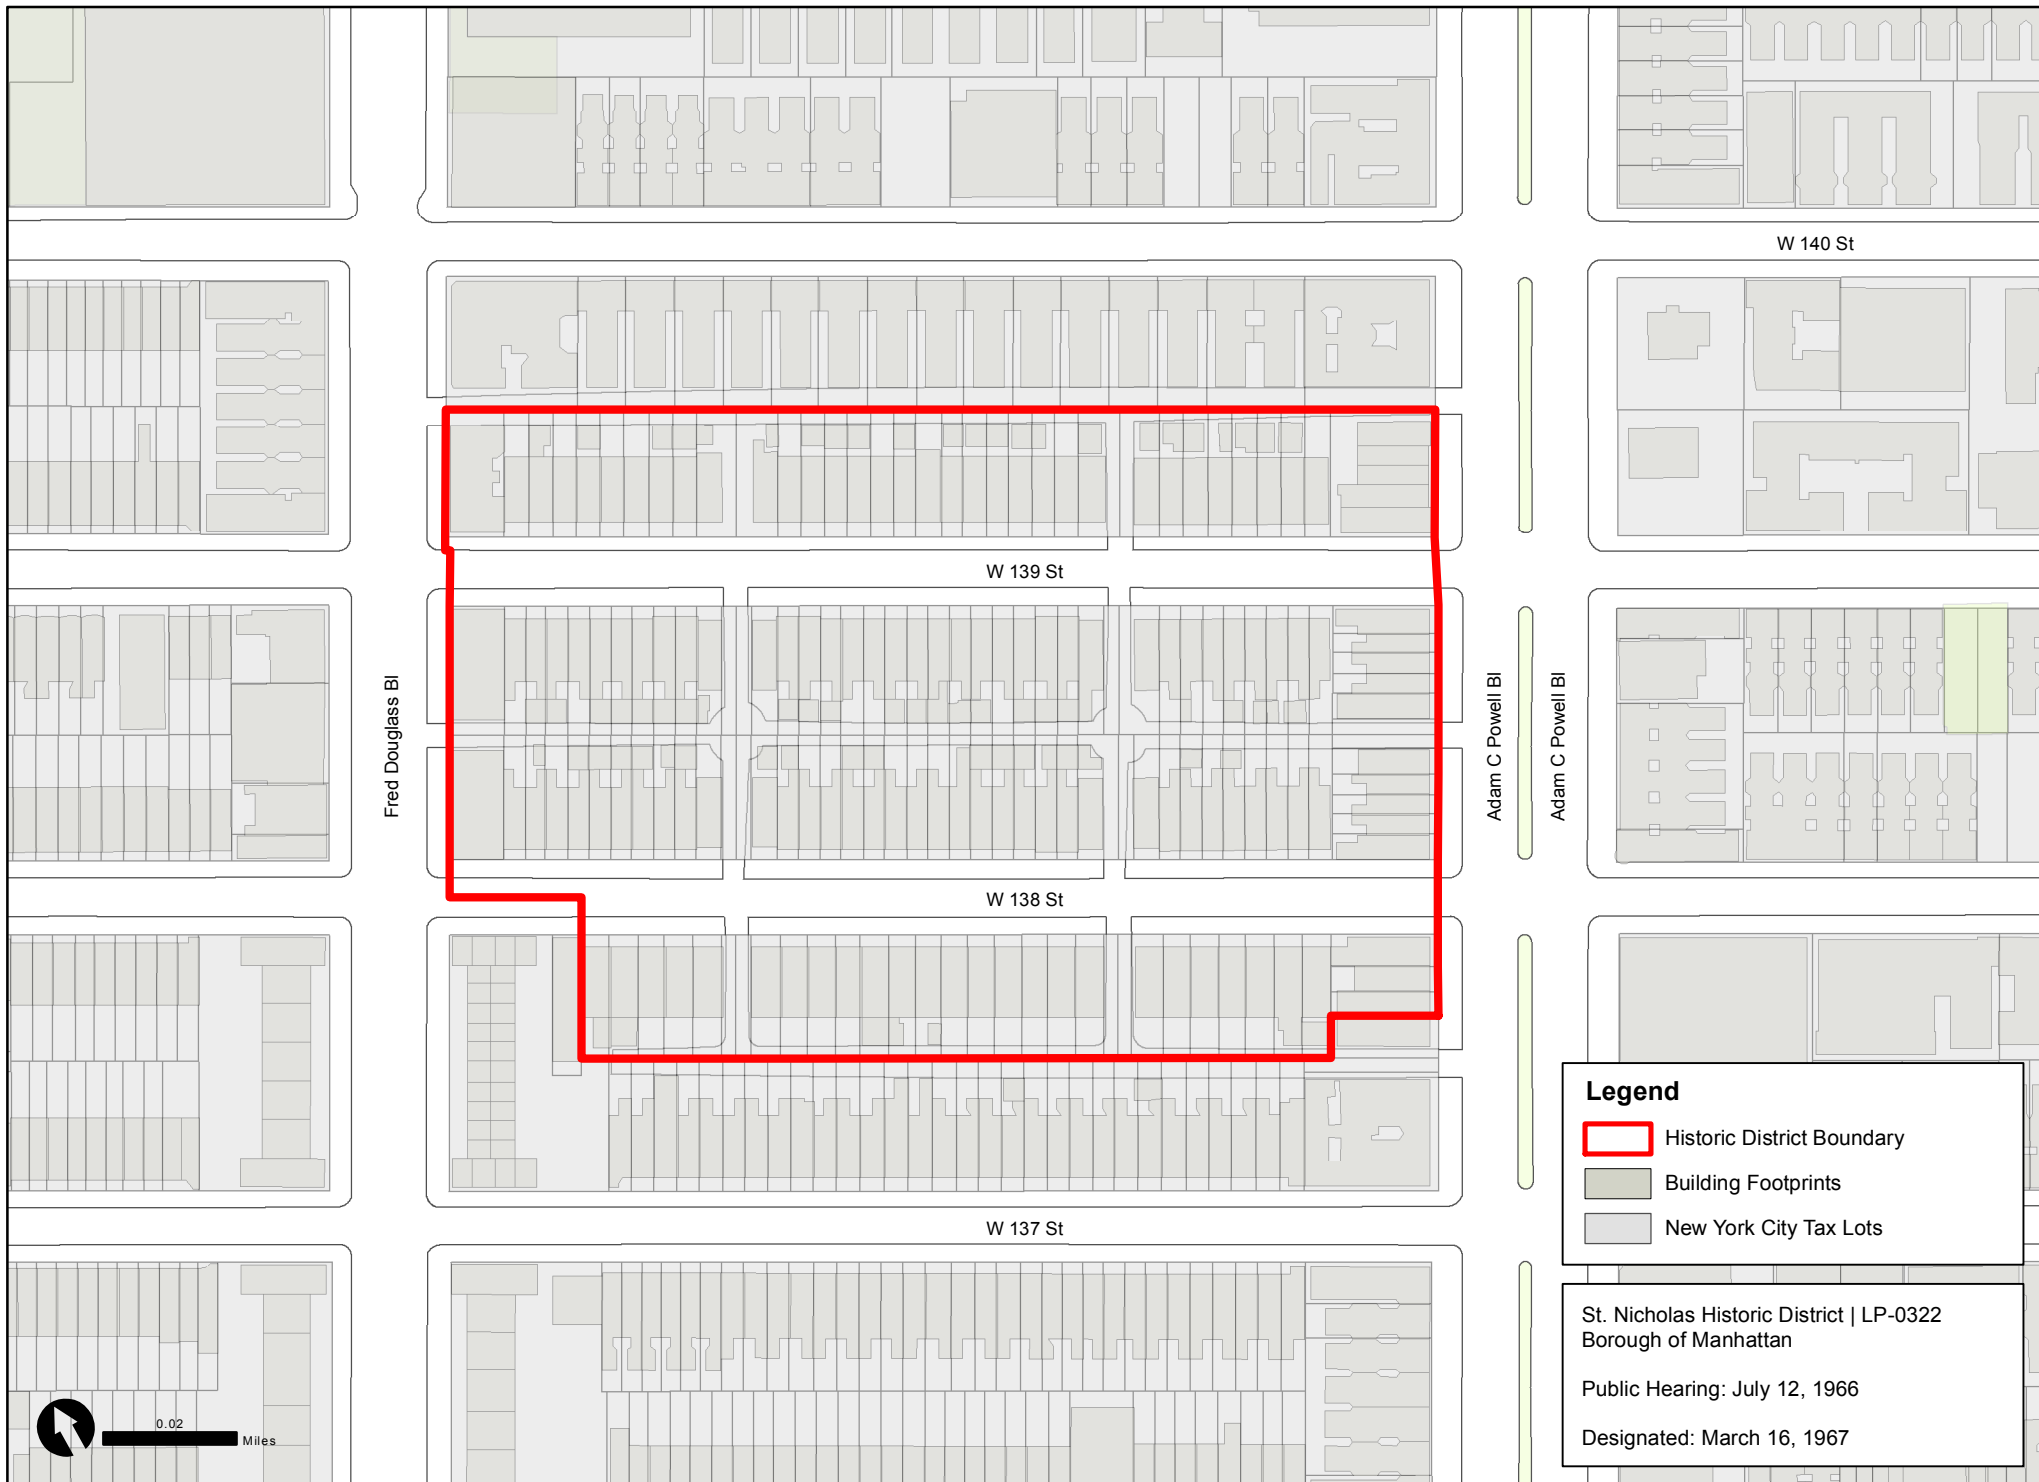 W 140 St
W 139 St
Fred Douglass Bl
Adam C Powell Bl
Adam C Powell Bl
W 138 St
W 137 St
Legend
Historic District Boundary
Building Footprints
New York City Tax Lots
St. Nicholas Historic District | LP-0322
Borough of Manhattan
Public Hearing: July 12, 1966
Designated: March 16, 1967
0.02
Miles